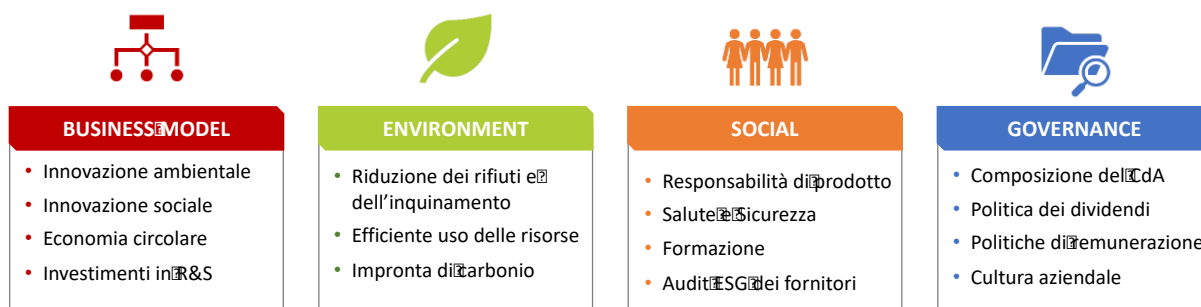 BUSINESS MODEL
Innovazione ambientale
Innovazione sociale
Economia circolare
Investimenti in R&S
ENVIRONMENT
Riduzione dei rifiuti e
dell'inquinamento
Efficiente uso delle risorse
Impronta di carbonio
SOCIAL
Responsabilità di prodotto
Salute e Sicurezza
Formazione
Audit ESG dei fornitori
GOVERNANCE
Composizione del CdA
Politica dei dividendi
Politiche di remunerazione
Cultura aziendale